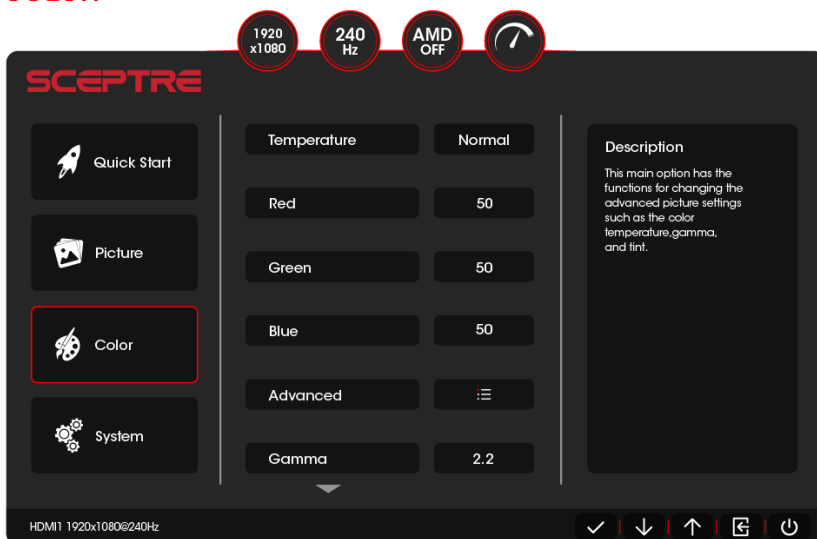 1920
x1080
240
Hz
AMD
OFF
SCEPTRE
Quick Start
Picture
Color
System
Temperature Normal
Red 50
Green 50
Blue 50
Advanced
Gamma 2.2
Description
This main option has the
functions for changing the
advanced picture settings
such as the color
temperature,gamma,
and tint.
HDMI1 1920x1080@240Hz